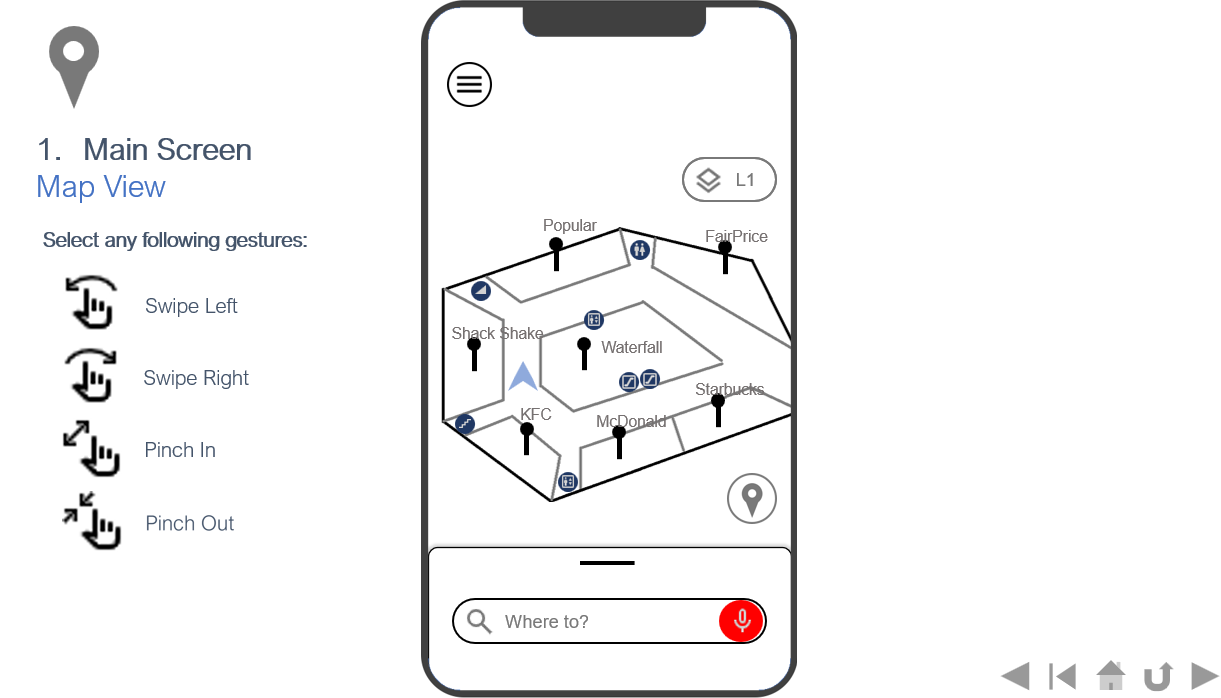 1. Main Screen
Map View
Select any following gestures:
Swipe Left
Swipe Right
Pinch In
Pinch Out
L1
Popular
FairPrice
Shack Shake
Waterfall
Starbucks
KFC
McDonald
Where to?